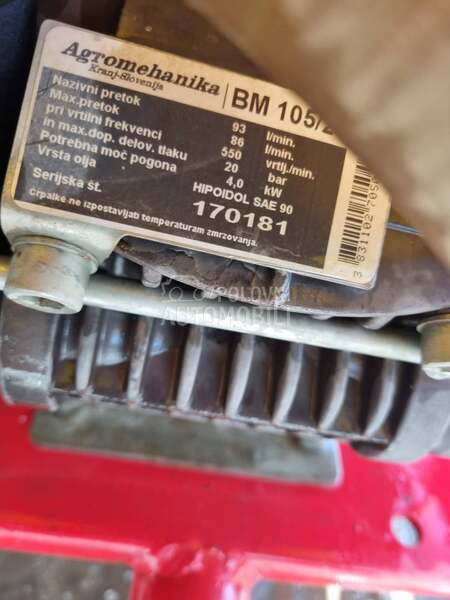 Agromehanika
Kranj-Slovenija
BM 105/2
Nazivni pretok 93 l/min.
Max.pretok 86 l/min.
pri vrtilni frekvenci 550 vrtlj./min.
in max.dop. delov. tlaku 20 bar
Potrebna moč pogona 4,0 kW
Vrsta olja HIPOIDOL SAE 90
Serijska št. 170181
Črpalke ne izpostavljati temperaturam zmrzovanja.
POLOVNI
AUTOMOBILI